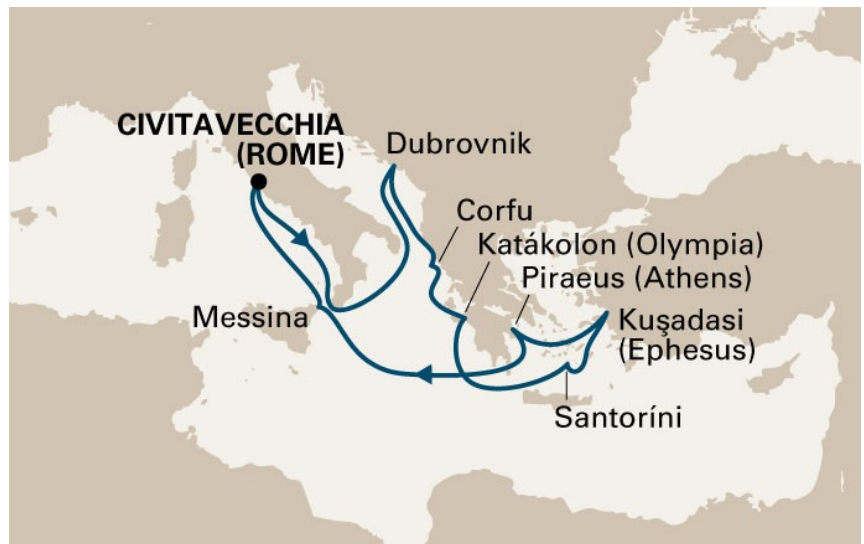 CIVITAVECCHIA
(ROME)
Dubrovnik
Corfu
Katákolon (Olympia)
Piraeus (Athens)
Messina
Kuşadasi
(Ephesus)
Santoríni